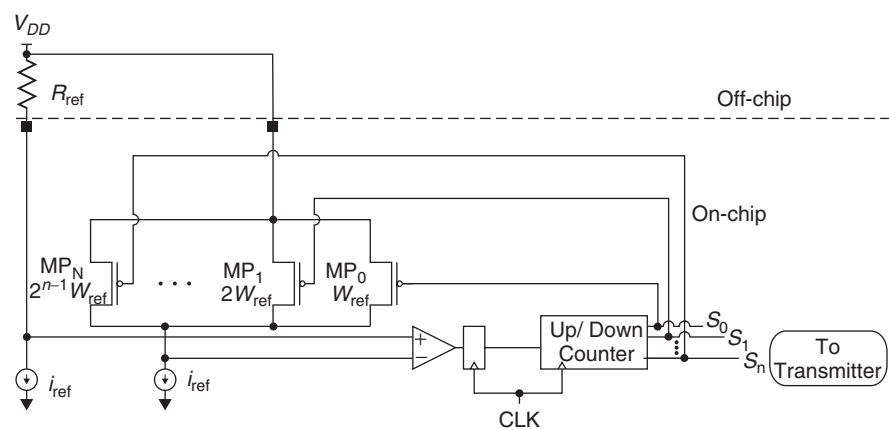 V_DD
R_ref
Off-chip
On-chip
MP_N
2^{n–1}W_ref
MP_1
2W_ref
MP_0
W_ref
+
–
Up/ Down
Counter
S_0
S_1
S_n
To
Transmitter
i_ref
i_ref
CLK